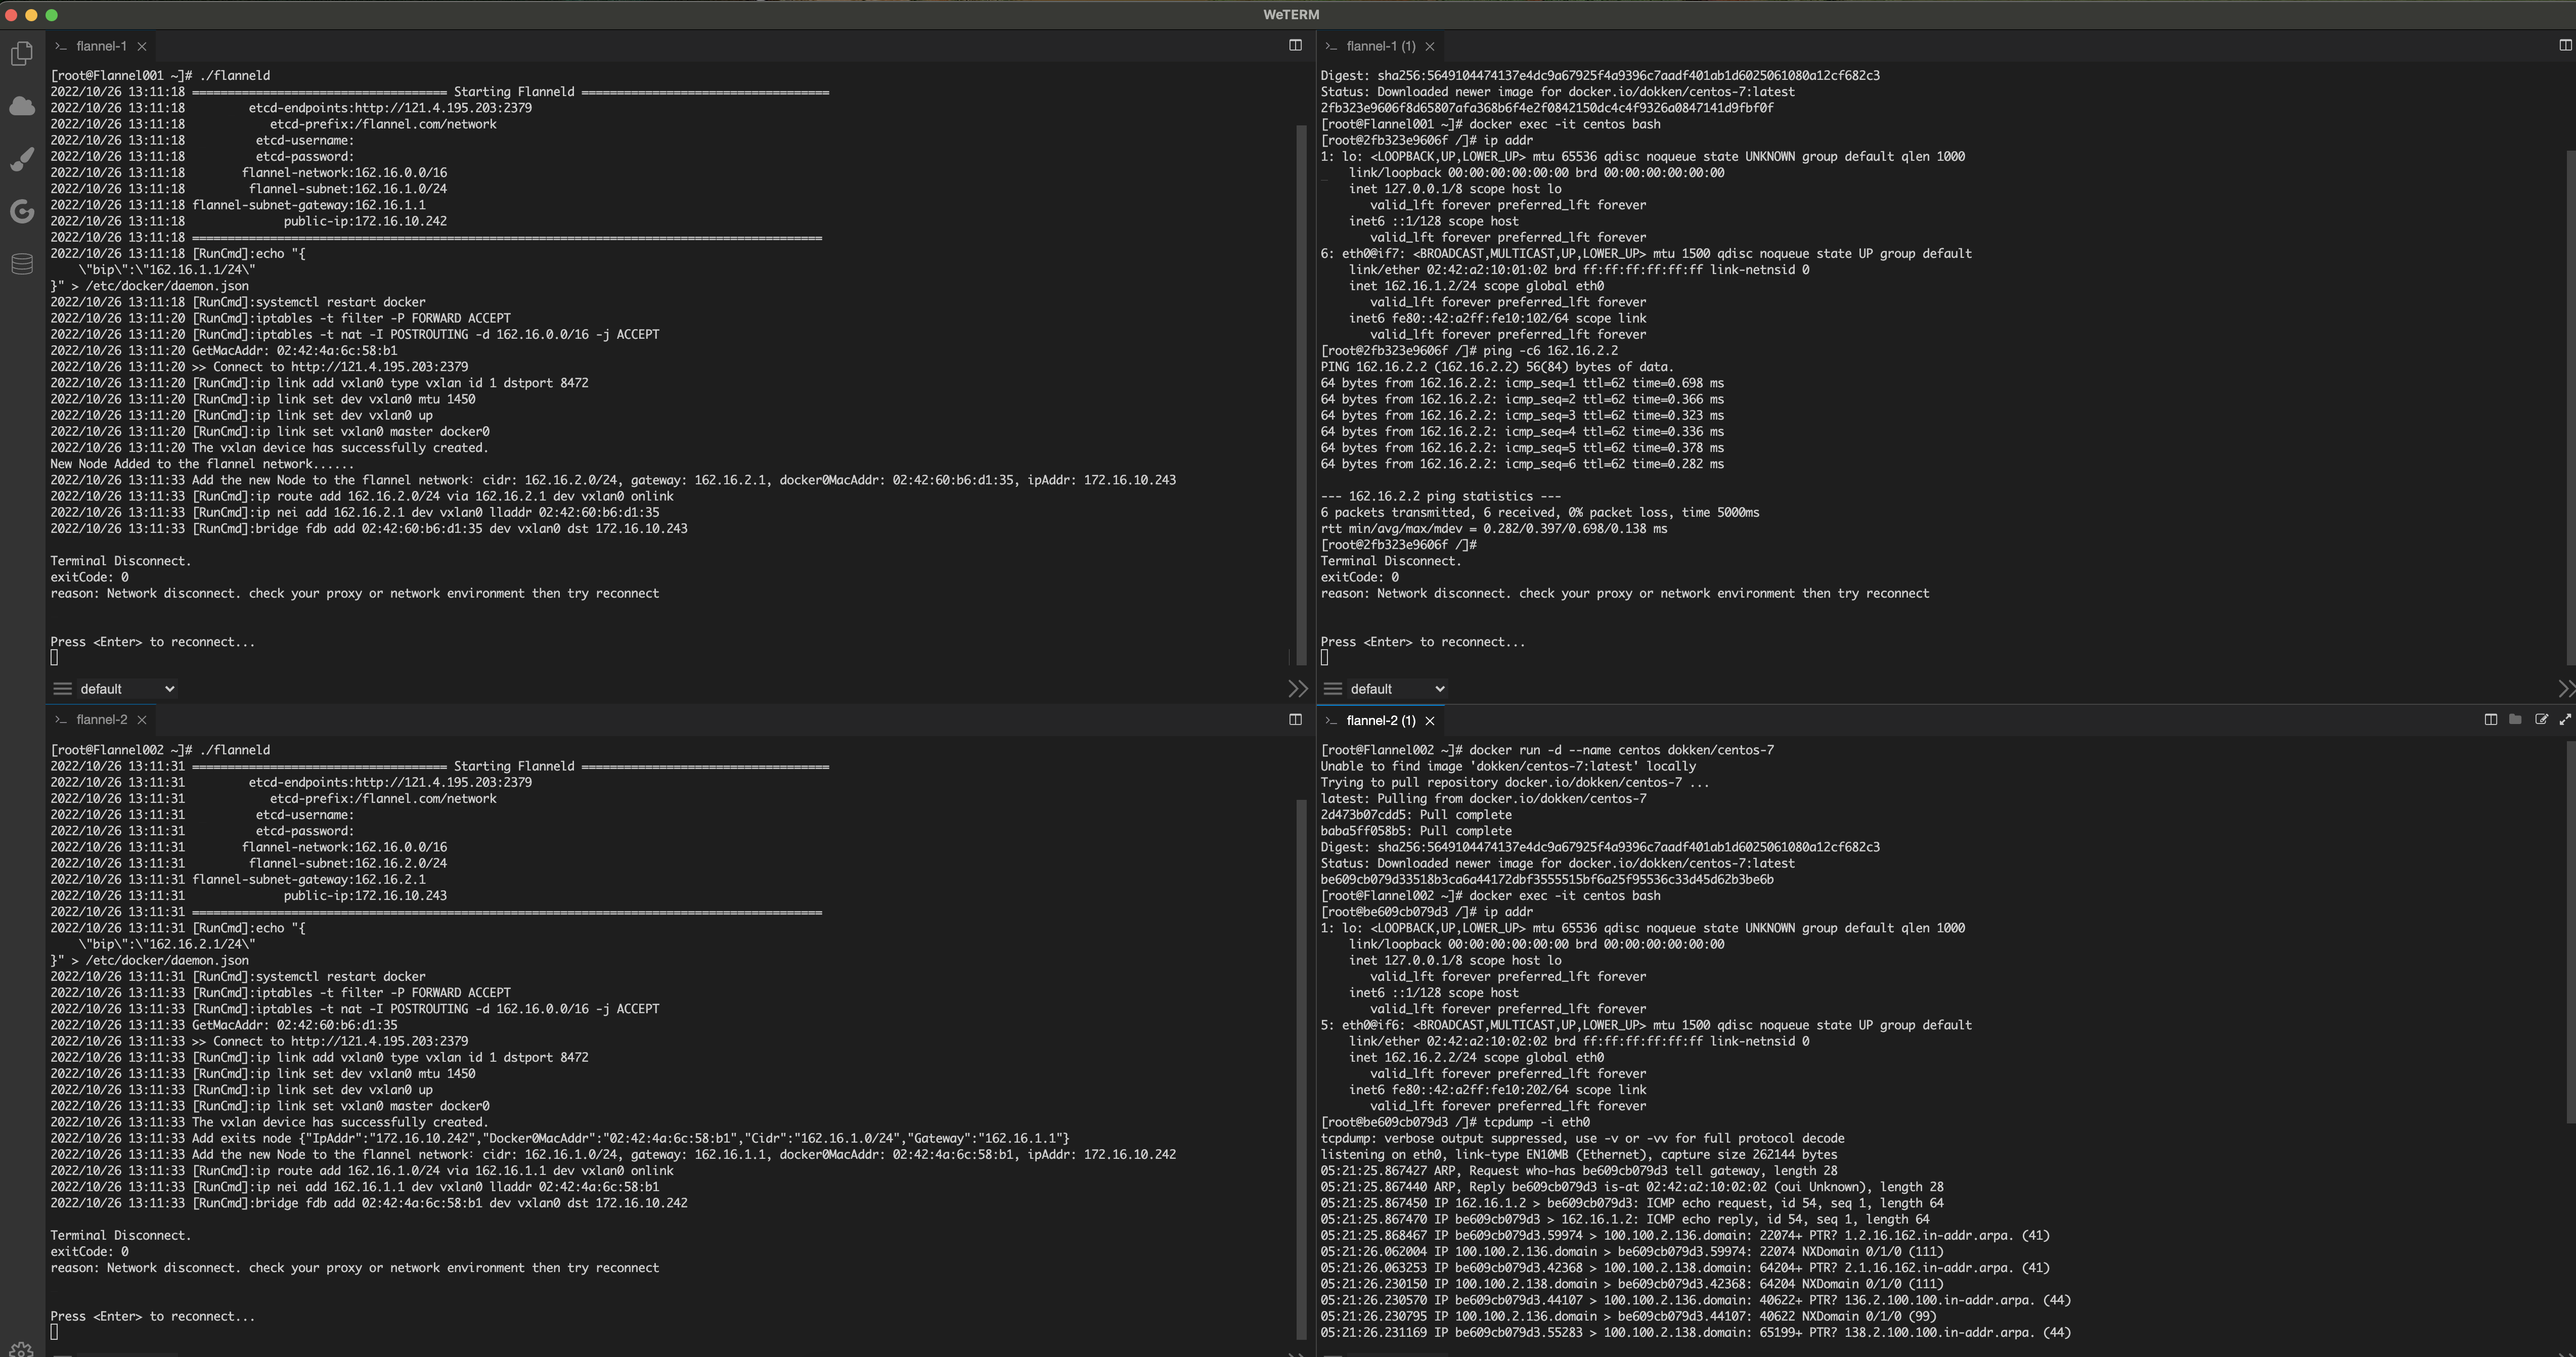 WeTERM
flannel-1
[root@Flannel001 ~]# ./flanneld
2022/10/26 13:11:18 ==================================== Starting Flanneld ===================================
2022/10/26 13:11:18         etcd-endpoints:http://121.4.195.203:2379
2022/10/26 13:11:18            etcd-prefix:/flannel.com/network
2022/10/26 13:11:18          etcd-username:
2022/10/26 13:11:18          etcd-password:
2022/10/26 13:11:18        flannel-network:162.16.0.0/16
2022/10/26 13:11:18         flannel-subnet:162.16.1.0/24
2022/10/26 13:11:18 flannel-subnet-gateway:162.16.1.1
2022/10/26 13:11:18              public-ip:172.16.10.242
2022/10/26 13:11:18 =========================================================================================
2022/10/26 13:11:18 [RunCmd]:echo "{
    \"bip\":\"162.16.1.1/24\"
}" > /etc/docker/daemon.json
2022/10/26 13:11:18 [RunCmd]:systemctl restart docker
2022/10/26 13:11:20 [RunCmd]:iptables -t filter -P FORWARD ACCEPT
2022/10/26 13:11:20 [RunCmd]:iptables -t nat -I POSTROUTING -d 162.16.0.0/16 -j ACCEPT
2022/10/26 13:11:20 GetMacAddr: 02:42:4a:6c:58:b1
2022/10/26 13:11:20 >> Connect to http://121.4.195.203:2379
2022/10/26 13:11:20 [RunCmd]:ip link add vxlan0 type vxlan id 1 dstport 8472
2022/10/26 13:11:20 [RunCmd]:ip link set dev vxlan0 mtu 1450
2022/10/26 13:11:20 [RunCmd]:ip link set dev vxlan0 up
2022/10/26 13:11:20 [RunCmd]:ip link set vxlan0 master docker0
2022/10/26 13:11:20 The vxlan device has successfully created.
New Node Added to the flannel network......
2022/10/26 13:11:33 Add the new Node to the flannel network: cidr: 162.16.2.0/24, gateway: 162.16.2.1, docker0MacAddr: 02:42:60:b6:d1:35, ipAddr: 172.16.10.243
2022/10/26 13:11:33 [RunCmd]:ip route add 162.16.2.0/24 via 162.16.2.1 dev vxlan0 onlink
2022/10/26 13:11:33 [RunCmd]:ip nei add 162.16.2.1 dev vxlan0 lladdr 02:42:60:b6:d1:35
2022/10/26 13:11:33 [RunCmd]:bridge fdb add 02:42:60:b6:d1:35 dev vxlan0 dst 172.16.10.243
Terminal Disconnect.
exitCode: 0
reason: Network disconnect. check your proxy or network environment then try reconnect
Press <Enter> to reconnect...
default
flannel-1 (1)
Digest: sha256:5649104474137e4dc9a67925f4a9396c7aadf401ab1d6025061080a12cf682c3
Status: Downloaded newer image for docker.io/dokken/centos-7:latest
2fb323e9606f8d65807afa368b6f4e2f0842150dc4c4f9326a0847141d9fbf0f
[root@Flannel001 ~]# docker exec -it centos bash
[root@2fb323e9606f /]# ip addr
1: lo: <LOOPBACK,UP,LOWER_UP> mtu 65536 qdisc noqueue state UNKNOWN group default qlen 1000
    link/loopback 00:00:00:00:00:00 brd 00:00:00:00:00:00
    inet 127.0.0.1/8 scope host lo
       valid_lft forever preferred_lft forever
    inet6 ::1/128 scope host
       valid_lft forever preferred_lft forever
6: eth0@if7: <BROADCAST,MULTICAST,UP,LOWER_UP> mtu 1500 qdisc noqueue state UP group default
    link/ether 02:42:a2:10:01:02 brd ff:ff:ff:ff:ff:ff link-netnsid 0
    inet 162.16.1.2/24 scope global eth0
       valid_lft forever preferred_lft forever
    inet6 fe80::42:a2ff:fe10:102/64 scope link
       valid_lft forever preferred_lft forever
[root@2fb323e9606f /]# ping -c6 162.16.2.2
PING 162.16.2.2 (162.16.2.2) 56(84) bytes of data.
64 bytes from 162.16.2.2: icmp_seq=1 ttl=62 time=0.698 ms
64 bytes from 162.16.2.2: icmp_seq=2 ttl=62 time=0.366 ms
64 bytes from 162.16.2.2: icmp_seq=3 ttl=62 time=0.323 ms
64 bytes from 162.16.2.2: icmp_seq=4 ttl=62 time=0.336 ms
64 bytes from 162.16.2.2: icmp_seq=5 ttl=62 time=0.378 ms
64 bytes from 162.16.2.2: icmp_seq=6 ttl=62 time=0.282 ms
--- 162.16.2.2 ping statistics ---
6 packets transmitted, 6 received, 0% packet loss, time 5000ms
rtt min/avg/max/mdev = 0.282/0.397/0.698/0.138 ms
[root@2fb323e9606f /]#
Terminal Disconnect.
exitCode: 0
reason: Network disconnect. check your proxy or network environment then try reconnect
Press <Enter> to reconnect...
default
flannel-2
[root@Flannel002 ~]# ./flanneld
2022/10/26 13:11:31 ==================================== Starting Flanneld ===================================
2022/10/26 13:11:31         etcd-endpoints:http://121.4.195.203:2379
2022/10/26 13:11:31            etcd-prefix:/flannel.com/network
2022/10/26 13:11:31          etcd-username:
2022/10/26 13:11:31          etcd-password:
2022/10/26 13:11:31        flannel-network:162.16.0.0/16
2022/10/26 13:11:31         flannel-subnet:162.16.2.0/24
2022/10/26 13:11:31 flannel-subnet-gateway:162.16.2.1
2022/10/26 13:11:31              public-ip:172.16.10.243
2022/10/26 13:11:31 =========================================================================================
2022/10/26 13:11:31 [RunCmd]:echo "{
    \"bip\":\"162.16.2.1/24\"
}" > /etc/docker/daemon.json
2022/10/26 13:11:31 [RunCmd]:systemctl restart docker
2022/10/26 13:11:33 [RunCmd]:iptables -t filter -P FORWARD ACCEPT
2022/10/26 13:11:33 [RunCmd]:iptables -t nat -I POSTROUTING -d 162.16.0.0/16 -j ACCEPT
2022/10/26 13:11:33 GetMacAddr: 02:42:60:b6:d1:35
2022/10/26 13:11:33 >> Connect to http://121.4.195.203:2379
2022/10/26 13:11:33 [RunCmd]:ip link add vxlan0 type vxlan id 1 dstport 8472
2022/10/26 13:11:33 [RunCmd]:ip link set dev vxlan0 mtu 1450
2022/10/26 13:11:33 [RunCmd]:ip link set dev vxlan0 up
2022/10/26 13:11:33 [RunCmd]:ip link set vxlan0 master docker0
2022/10/26 13:11:33 The vxlan device has successfully created.
2022/10/26 13:11:33 Add exits node {"IpAddr":"172.16.10.242","Docker0MacAddr":"02:42:4a:6c:58:b1","Cidr":"162.16.1.0/24","Gateway":"162.16.1.1"}
2022/10/26 13:11:33 Add the new Node to the flannel network: cidr: 162.16.1.0/24, gateway: 162.16.1.1, docker0MacAddr: 02:42:4a:6c:58:b1, ipAddr: 172.16.10.242
2022/10/26 13:11:33 [RunCmd]:ip route add 162.16.1.0/24 via 162.16.1.1 dev vxlan0 onlink
2022/10/26 13:11:33 [RunCmd]:ip nei add 162.16.1.1 dev vxlan0 lladdr 02:42:4a:6c:58:b1
2022/10/26 13:11:33 [RunCmd]:bridge fdb add 02:42:4a:6c:58:b1 dev vxlan0 dst 172.16.10.242
Terminal Disconnect.
exitCode: 0
reason: Network disconnect. check your proxy or network environment then try reconnect
Press <Enter> to reconnect...
flannel-2 (1)
[root@Flannel002 ~]# docker run -d --name centos dokken/centos-7
Unable to find image 'dokken/centos-7:latest' locally
Trying to pull repository docker.io/dokken/centos-7 ...
latest: Pulling from docker.io/dokken/centos-7
2d473b07cdd5: Pull complete
baba5ff058b5: Pull complete
Digest: sha256:5649104474137e4dc9a67925f4a9396c7aadf401ab1d6025061080a12cf682c3
Status: Downloaded newer image for docker.io/dokken/centos-7:latest
be609cb079d33518b3ca6a44172dbf3555515bf6a25f95536c33d45d62b3be6b
[root@Flannel002 ~]# docker exec -it centos bash
[root@be609cb079d3 /]# ip addr
1: lo: <LOOPBACK,UP,LOWER_UP> mtu 65536 qdisc noqueue state UNKNOWN group default qlen 1000
    link/loopback 00:00:00:00:00:00 brd 00:00:00:00:00:00
    inet 127.0.0.1/8 scope host lo
       valid_lft forever preferred_lft forever
    inet6 ::1/128 scope host
       valid_lft forever preferred_lft forever
5: eth0@if6: <BROADCAST,MULTICAST,UP,LOWER_UP> mtu 1500 qdisc noqueue state UP group default
    link/ether 02:42:a2:10:02:02 brd ff:ff:ff:ff:ff:ff link-netnsid 0
    inet 162.16.2.2/24 scope global eth0
       valid_lft forever preferred_lft forever
    inet6 fe80::42:a2ff:fe10:202/64 scope link
       valid_lft forever preferred_lft forever
[root@be609cb079d3 /]# tcpdump -i eth0
tcpdump: verbose output suppressed, use -v or -vv for full protocol decode
listening on eth0, link-type EN10MB (Ethernet), capture size 262144 bytes
05:21:25.867427 ARP, Request who-has be609cb079d3 tell gateway, length 28
05:21:25.867440 ARP, Reply be609cb079d3 is-at 02:42:a2:10:02:02 (oui Unknown), length 28
05:21:25.867450 IP 162.16.1.2 > be609cb079d3: ICMP echo request, id 54, seq 1, length 64
05:21:25.867470 IP be609cb079d3 > 162.16.1.2: ICMP echo reply, id 54, seq 1, length 64
05:21:25.868467 IP be609cb079d3.59974 > 100.100.2.136.domain: 22074+ PTR? 1.2.16.162.in-addr.arpa. (41)
05:21:26.062004 IP 100.100.2.136.domain > be609cb079d3.59974: 22074 NXDomain 0/1/0 (111)
05:21:26.063253 IP be609cb079d3.42368 > 100.100.2.138.domain: 64204+ PTR? 2.1.16.162.in-addr.arpa. (41)
05:21:26.230150 IP 100.100.2.138.domain > be609cb079d3.42368: 64204 NXDomain 0/1/0 (111)
05:21:26.230570 IP be609cb079d3.44107 > 100.100.2.136.domain: 40622+ PTR? 136.2.100.100.in-addr.arpa. (44)
05:21:26.230795 IP 100.100.2.136.domain > be609cb079d3.44107: 40622 NXDomain 0/1/0 (99)
05:21:26.231169 IP be609cb079d3.55283 > 100.100.2.138.domain: 65199+ PTR? 138.2.100.100.in-addr.arpa. (44)